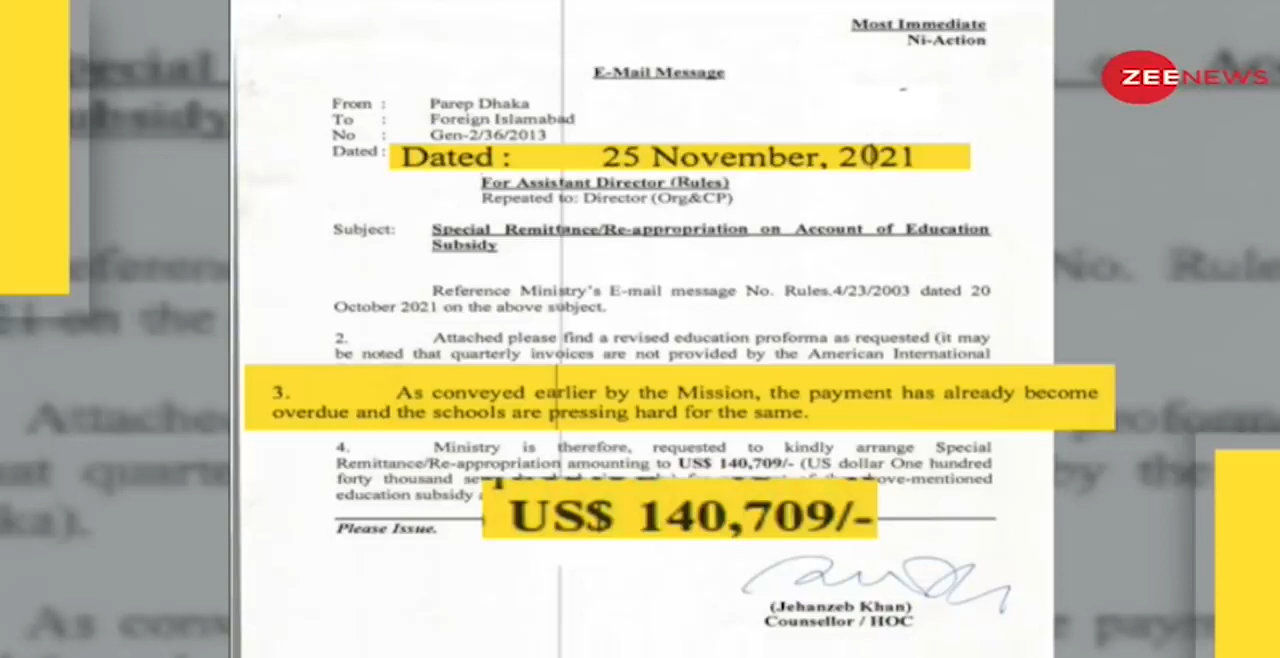 Most Immediate
Ni-Action
ZEE NEWS
E-Mail Message
From : Parep Dhaka
To : Foreign Islamabad
No : Gen-2/36/2013
Dated :
Dated : 25 November, 2021
For Assistant Director (Rules)
Repeated to: Director (Org&CP)
Subject: Special Remittance/Re-appropriation on Account of Education
Subsidy
Reference Ministry's E-mail message No. Rules.4/23/2003 dated 20
October 2021 on the above subject.
2. Attached please find a revised education proforma as requested (it may
be noted that quarterly invoices are not provided by the American International
3. As conveyed earlier by the Mission, the payment has already become
overdue and the schools are pressing hard for the same.
4. Ministry is therefore, requested to kindly arrange Special
Remittance/Re-appropriation amounting to US$ 140,709/- (US dollar One hundred
forty thousand
education subsidy
US$ 140,709/-
Please Issue.
(Jehanzeb Khan)
Counsellor / HOC